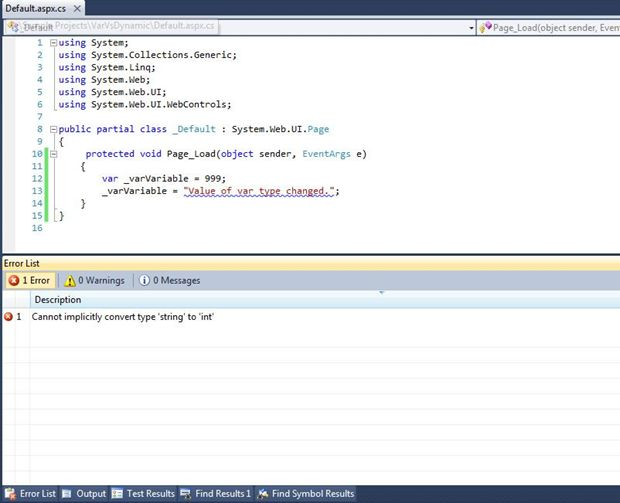 Default.aspx.cs
Sample Projects\VarVsDynamic\Default.aspx.cs
_Default
Page_Load(object sender, Even
1 using System;
2 using System.Collections.Generic;
3 using System.Linq;
4 using System.Web;
5 using System.Web.UI;
6 using System.Web.UI.WebControls;
7
8 public partial class _Default : System.Web.UI.Page
9 {
10 protected void Page_Load(object sender, EventArgs e)
11 {
12 var _varVariable = 999;
13 _varVariable = "Value of var type changed.";
14 }
15 }
16
Error List
1 Error 0 Warnings 0 Messages
Description
1 Cannot implicitly convert type 'string' to 'int'
Error List Output Test Results Find Results 1 Find Symbol Results